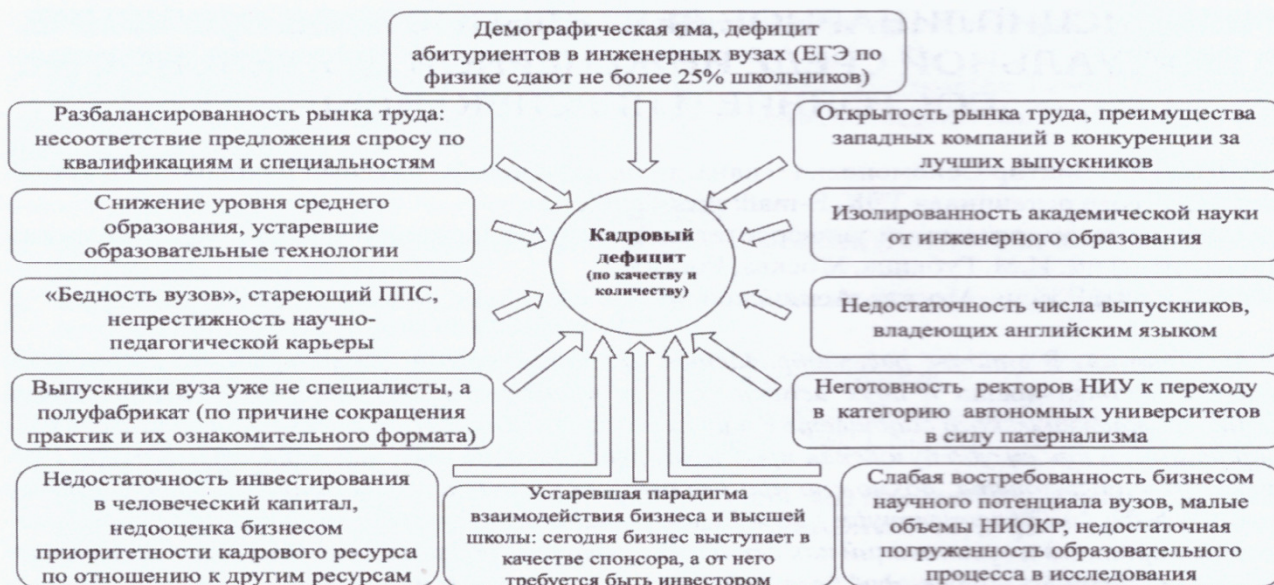 Демографическая яма, дефицит
абитуриентов в инженерных вузах (ЕГЭ по
физике сдают не более 25% школьников)
Разбалансированность рынка труда:
несоответствие предложения спросу по
квалификациям и специальностям
Открытость рынка труда, преимущества
западных компаний в конкуренции за
лучших выпускников
Снижение уровня среднего
образования, устаревшие
образовательные технологии
Кадровый
дефицит
(по качеству и
количеству)
Изолированность академической науки
от инженерного образования
«Бедность вузов», стареющий ППС,
непрестижность научно-
педагогической карьеры
Недостаточность числа выпускников,
владеющих английским языком
Выпускники вуза уже не специалисты, а
полуфабрикат (по причине сокращения
практик и их ознакомительного формата)
Неготовность ректоров НИУ к переходу
в категорию автономных университетов
в силу патернализма
Недостаточность инвестирования
в человеческий капитал,
недооценка бизнесом
приоритетности кадрового ресурса
по отношению к другим ресурсам
Устаревшая парадигма
взаимодействия бизнеса и высшей
школы: сегодня бизнес выступает в
качестве спонсора, а от него
требуется быть инвестором
Слабая востребованность бизнесом
научного потенциала вузов, малые
объемы НИОКР, недостаточная
погруженность образовательного
процесса в исследования